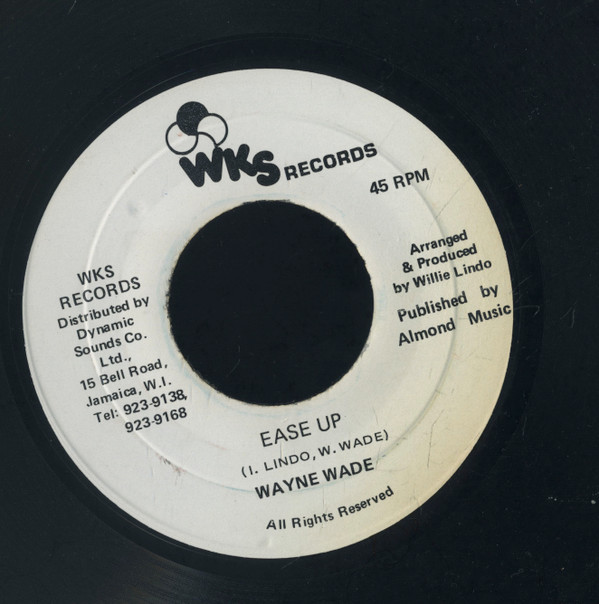 WKS RECORDS
45 RPM
Arranged
& Produced
by Willie Lindo
Published by
Almond Music
WKS
RECORDS
Distributed by
Dynamic
Sounds Co.
Ltd.,
15 Bell Road,
Jamaica, W.I.
Tel: 923-9138,
923-9168
EASE UP
(I. LINDO, W. WADE)
WAYNE WADE
All Rights Reserved